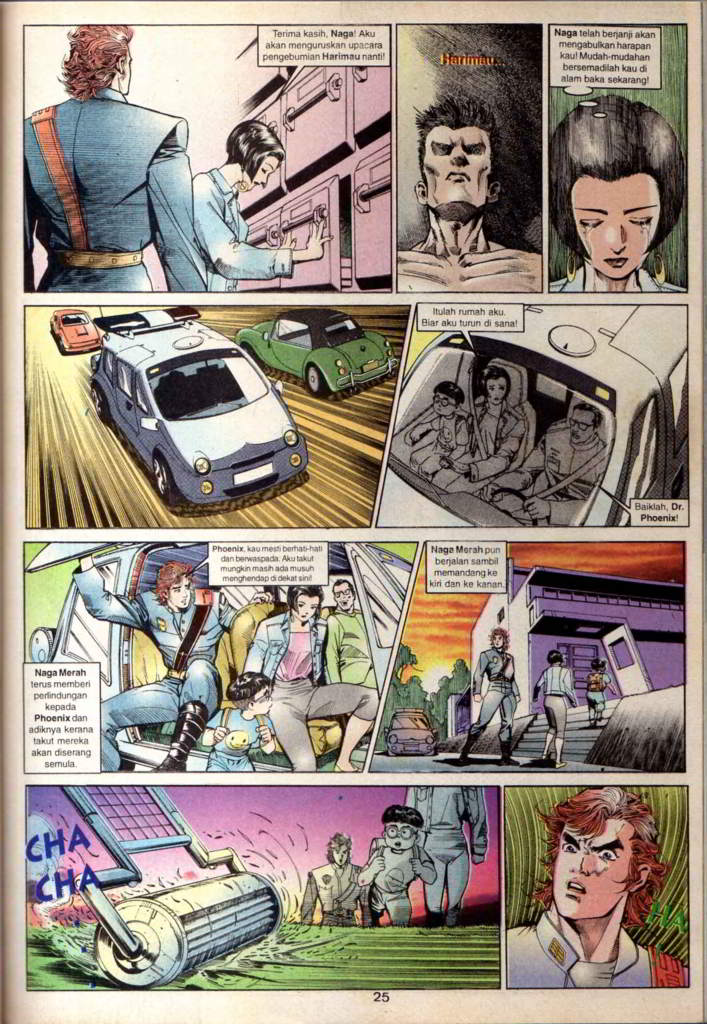 Terima kasih, Naga! Aku
akan menguruskan upacara
pengebumian Harimau nanti!
Harimau...
Naga telah berjanji akan
mengabulkan harapan
kau! Mudah-mudahan
bersemadilah kau di
alam baka sekarang!
Itulah rumah aku.
Biar aku turun di sana!
Baiklah, Dr.
Phoenix!
Phoenix, kau mesti berhati-hati
dan berwaspada. Aku takut
mungkin masih ada musuh
menghendap di dekat sini!
Naga Merah
terus memberi
perlindungan
kepada
Phoenix dan
adiknya kerana
takut mereka
akan diserang
semula.
Naga Merah pun
berjalan sambil
memandang ke
kiri dan ke kanan.
CHA
CHA
HA
25